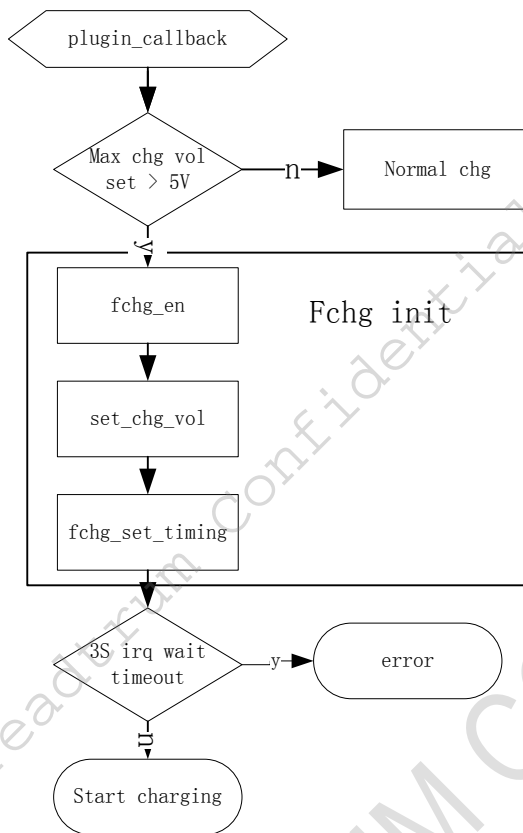 plugin_callback
Max chg vol
set > 5V
n
Normal chg
y
Fchg init
fchg_en
set_chg_vol
fchg_set_timing
3S irq wait
timeout
y
error
n
Start charging
Confidential